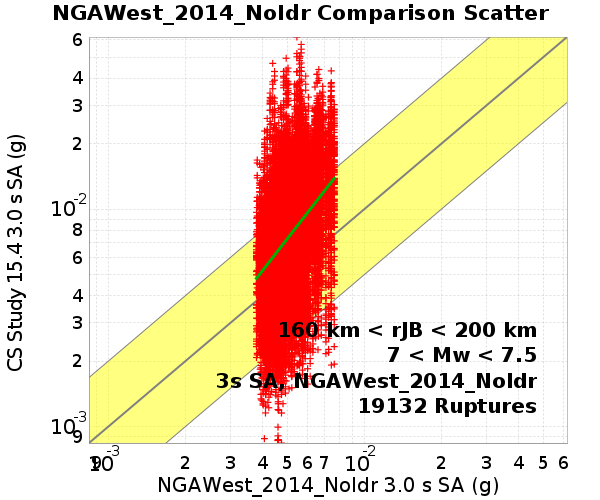 NGAWest_2014_NoIdr Comparison Scatter
CS Study 15.4 3.0 s SA (g)
6
4
3
2
10-2
8
6
4
3
2
10-3
9
160 km < rJB < 200 km
7 < Mw < 7.5
3s SA, NGAWest_2014_NoIdr
19132 Ruptures
9 10-3 2 3 4 5 6 7 10-2 2 3 4 5 6
NGAWest_2014_NoIdr 3.0 s SA (g)